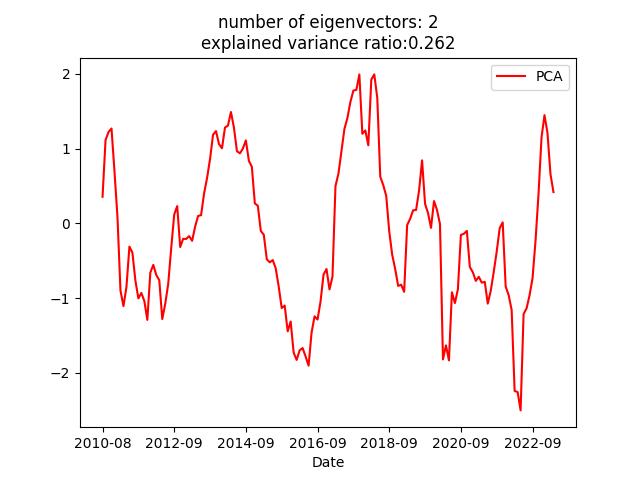 number of eigenvectors: 2
explained variance ratio:0.262
PCA
2
1
0
−1
−2
2010-08 2012-09 2014-09 2016-09 2018-09 2020-09 2022-09
Date